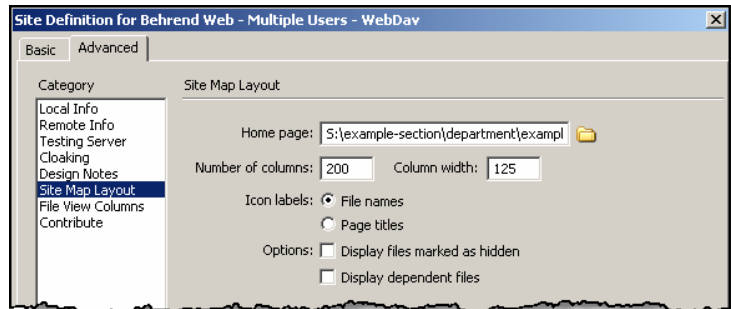 Site Definition for Behrend Web - Multiple Users - WebDav
Basic Advanced
Category
Site Map Layout
Local Info
Remote Info
Testing Server
Cloaking
Design Notes
Site Map Layout
File View Columns
Contribute
Home page: S:\example-section\department\exampl
Number of columns: 200 Column width: 125
Icon labels: File names
Page titles
Options: Display files marked as hidden
Display dependent files